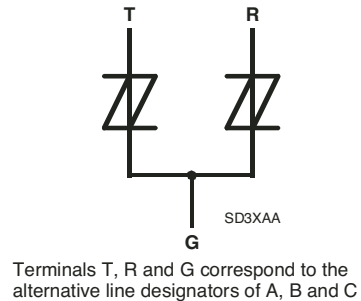 T R
SD3XAA
G
Terminals T, R and G correspond to the
alternative line designators of A, B and C